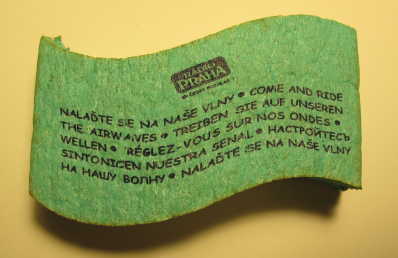 RADIO
PRAHA
NALAĎTE SE NA NAŠE VLNY • COME AND RIDE
THE AIRWAVES • TREIBEN SIE AUF UNSEREN
WELLEN • RÉGLEZ-VOUS SUR NOS ONDES •
SINTONICEN NUESTRA SEÑAL • НАСТРОЙТЕСЬ
НА НАШУ ВОЛНУ • NALAĎTE SE NA NAŠE VLNY